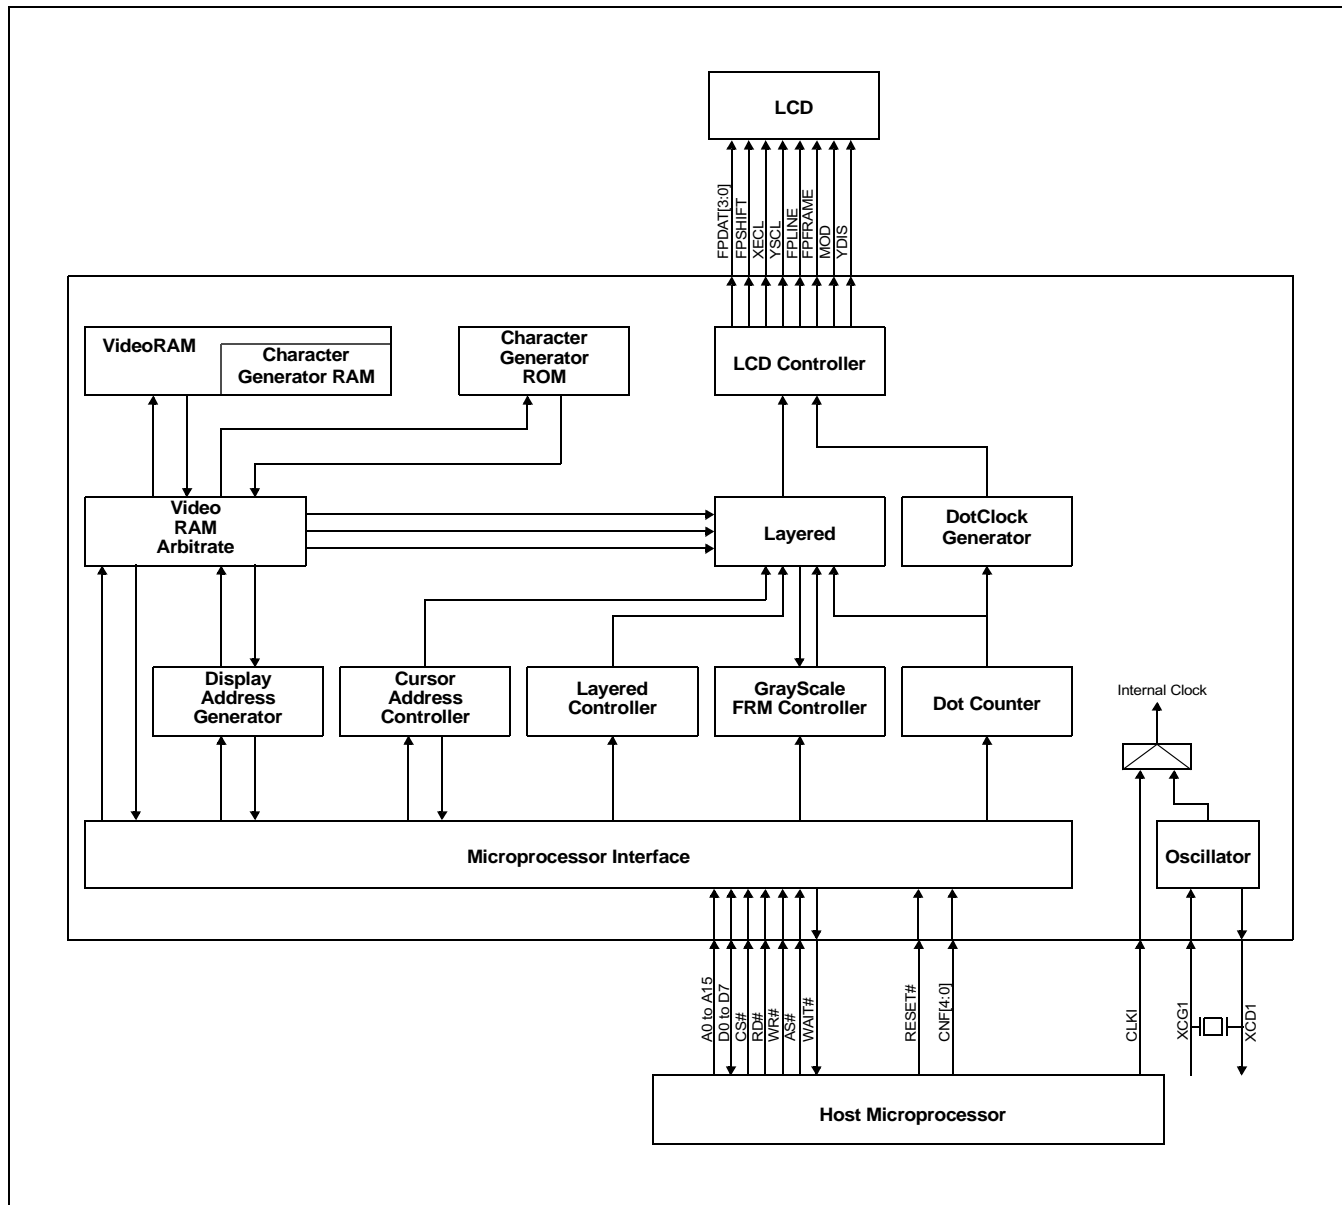 LCD
FPDAT[3:0]
FPSHIFT
XECL
YSCL
FPLINE
FPFRAME
MOD
YDIS
VideoRAM
Character
Generator RAM
Character
Generator
ROM
LCD Controller
Video
RAM
Arbitrate
Layered
DotClock
Generator
Display
Address
Generator
Cursor
Address
Controller
Layered
Controller
GrayScale
FRM Controller
Dot Counter
Internal Clock
Microprocessor Interface
Oscillator
A0 to A15
D0 to D7
CS#
RD#
WR#
AS#
WAIT#
RESET#
CNF[4:0]
CLKI
XCG1
XCD1
Host Microprocessor